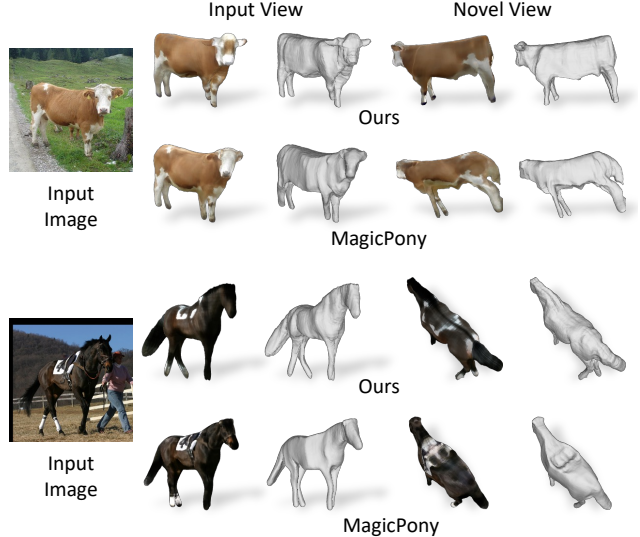 Input View
Novel View
Ours
Input
Image
MagicPony
Ours
Input
Image
MagicPony